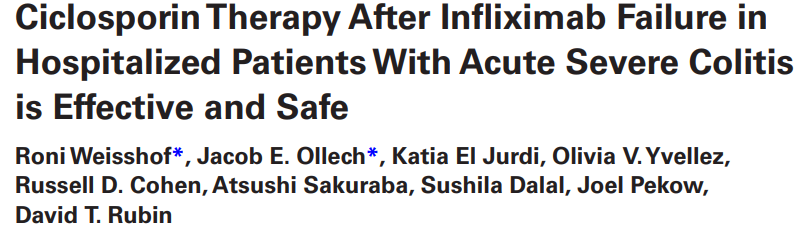 Ciclosporin Therapy After Infliximab Failure in
Hospitalized Patients With Acute Severe Colitis
is Effective and Safe
Roni Weisshof*, Jacob E. Ollech*, Katia El Jurdi, Olivia V. Yvellez,
Russell D. Cohen, Atsushi Sakuraba, Sushila Dalal, Joel Pekow,
David T. Rubin